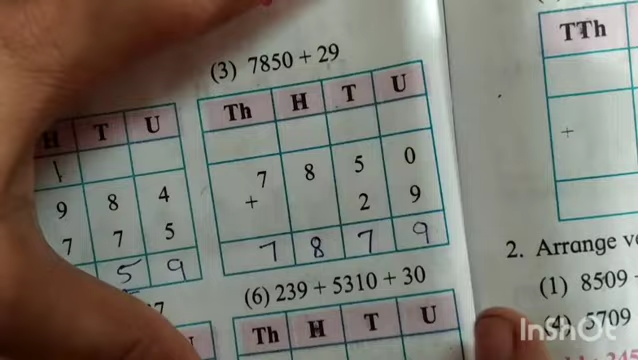 TTh
(3) 7850 + 29
Th H T U
H T U
1
7 8 5 0
9 8 4
+ 2 9
+
7 7 5
7 8 7 9
5 9
2. Arrange
(6) 239 + 5310 + 30
(1) 8509
7
Th H T U
(4) 5709
InShOt